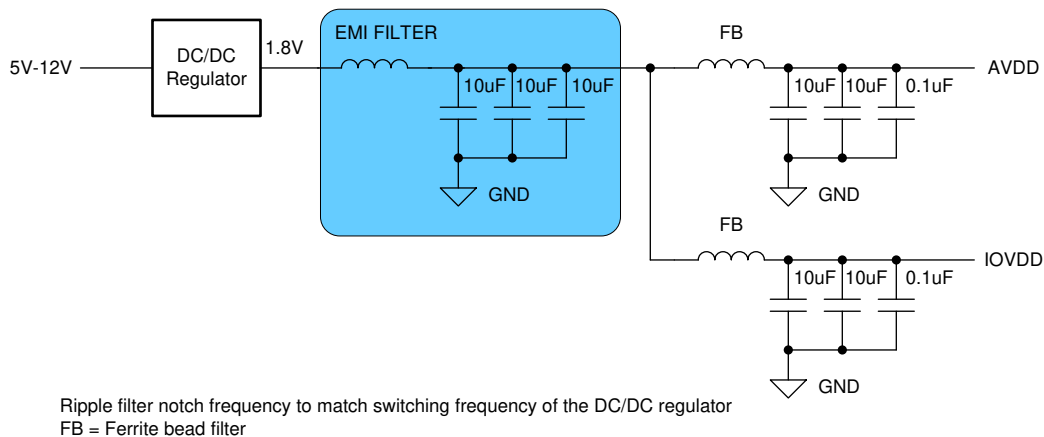 EMI FILTER
FB
5V-12V
DC/DC
Regulator
1.8V
10uF
10uF
10uF
10uF
10uF
0.1uF
AVDD
GND
GND
FB
IOVDD
10uF
10uF
0.1uF
GND
Ripple filter notch frequency to match switching frequency of the DC/DC regulator
FB = Ferrite bead filter